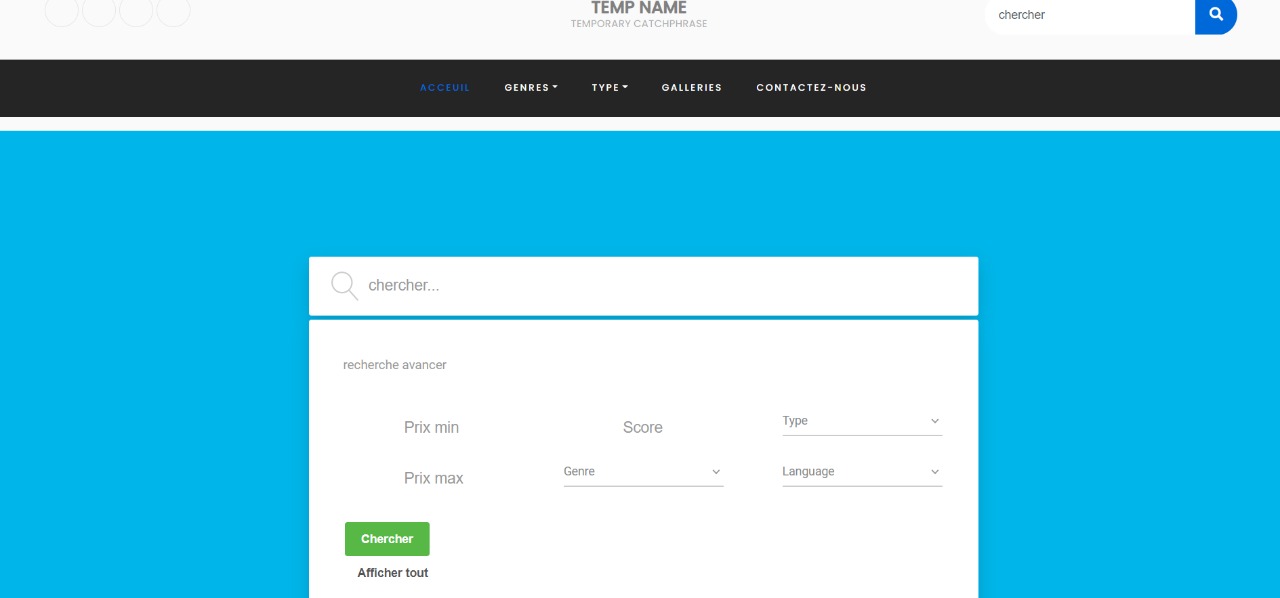 TEMP NAME
TEMPORARY CATCHPHRASE
chercher
ACCEUIL GENRES TYPE GALLERIES CONTACTEZ-NOUS
chercher...
recherche avancer
Prix min Score Type
Prix max Genre Language
Chercher
Afficher tout